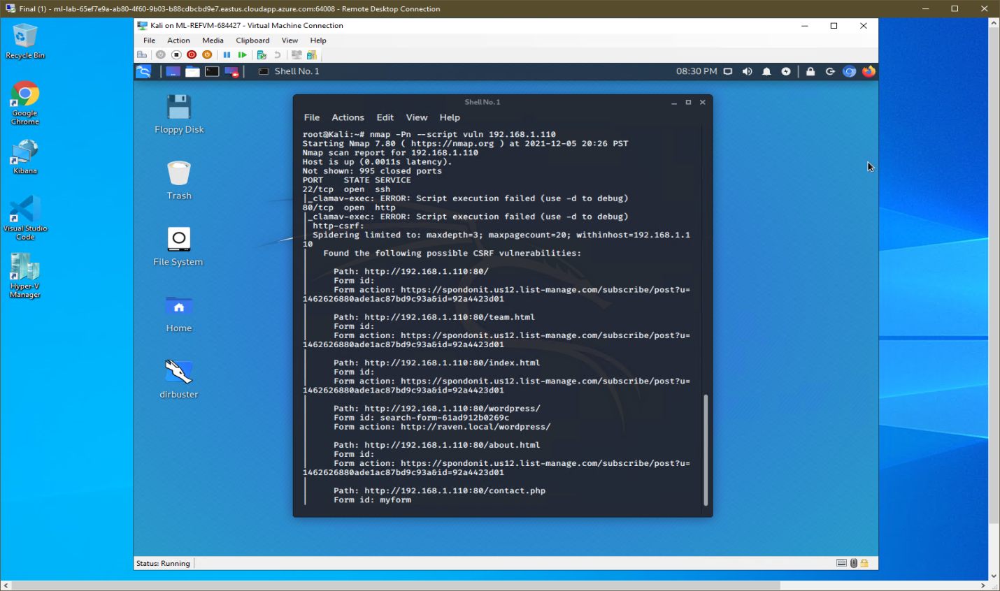 Final (1) - ml-lab-65ef7e9a-ab80-4f60-9b03-b88cdbcbd9e7.eastus.cloudapp.azure.com:64008 - Remote Desktop Connection
Recycle Bin
Google Chrome
Kibana
Visual Studio Code
Hyper-V Manager
Kali on ML-REFVM-684427 - Virtual Machine Connection
File Action Media Clipboard View Help
Shell No. 1
08:30 PM
Floppy Disk
Trash
File System
Home
dirbuster
Shell No. 1
File Actions Edit View Help
root@Kali:~# nmap -Pn --script vuln 192.168.1.110
Starting Nmap 7.80 ( https://nmap.org ) at 2021-12-05 20:26 PST
Nmap scan report for 192.168.1.110
Host is up (0.0011s latency).
Not shown: 995 closed ports
PORT    STATE SERVICE
22/tcp  open  ssh
|_clamav-exec: ERROR: Script execution failed (use -d to debug)
80/tcp  open  http
|_clamav-exec: ERROR: Script execution failed (use -d to debug)
| http-csrf:
| Spidering limited to: maxdepth=3; maxpagecount=20; withinhost=192.168.1.1
10
|   Found the following possible CSRF vulnerabilities:
|
|     Path: http://192.168.1.110:80/
|     Form id:
|     Form action: https://spondonit.us12.list-manage.com/subscribe/post?u=
1462626880ade1ac87bd9c93a&id=92a4423d01
|
|     Path: http://192.168.1.110:80/team.html
|     Form id:
|     Form action: https://spondonit.us12.list-manage.com/subscribe/post?u=
1462626880ade1ac87bd9c93a&id=92a4423d01
|
|     Path: http://192.168.1.110:80/index.html
|     Form id:
|     Form action: https://spondonit.us12.list-manage.com/subscribe/post?u=
1462626880ade1ac87bd9c93a&id=92a4423d01
|
|     Path: http://192.168.1.110:80/wordpress/
|     Form id: search-form-61ad912b0269c
|     Form action: http://raven.local/wordpress/
|
|     Path: http://192.168.1.110:80/about.html
|     Form id:
|     Form action: https://spondonit.us12.list-manage.com/subscribe/post?u=
1462626880ade1ac87bd9c93a&id=92a4423d01
|
|     Path: http://192.168.1.110:80/contact.php
|     Form id: myform
Status: Running